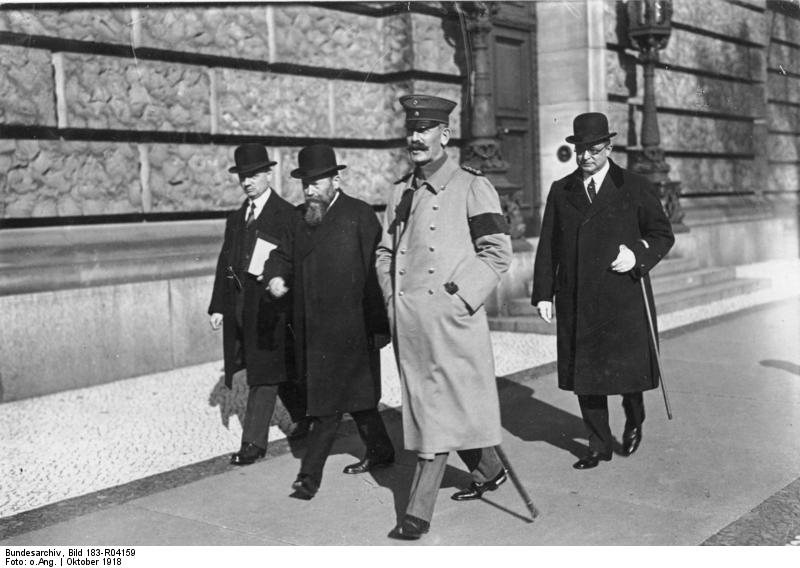 Bundesarchiv, Bild 183-R04159
Foto: o.Ang. | Oktober 1918